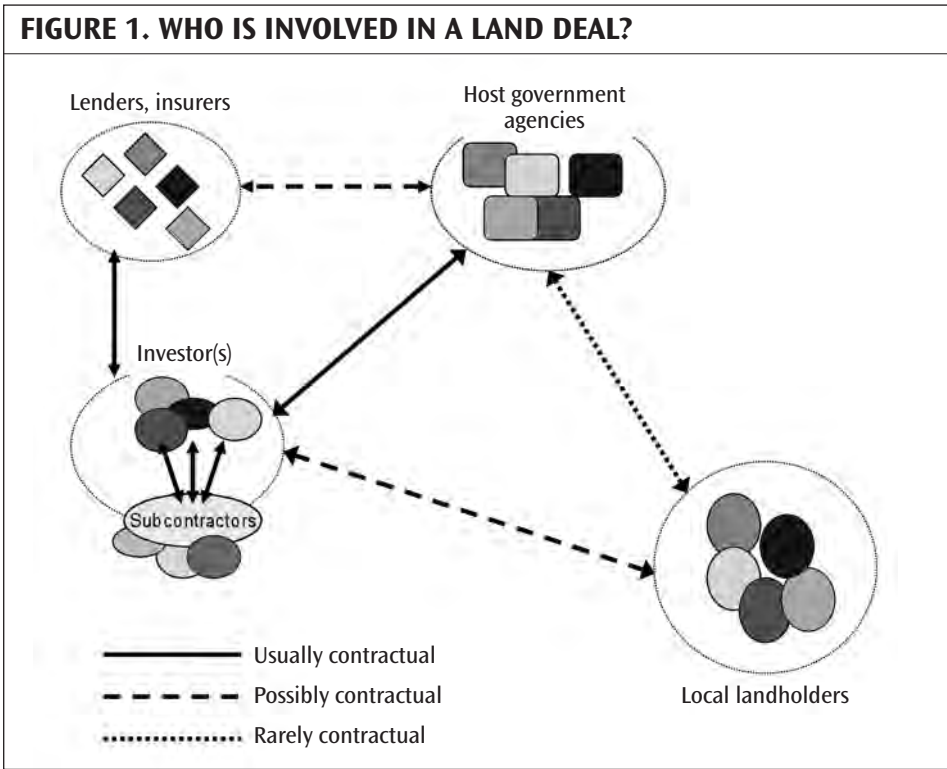 FIGURE 1. WHO IS INVOLVED IN A LAND DEAL?
Lenders, insurers
Host government
agencies
Investor(s)
Subcontractors
Usually contractual
Possibly contractual
Rarely contractual
Local landholders